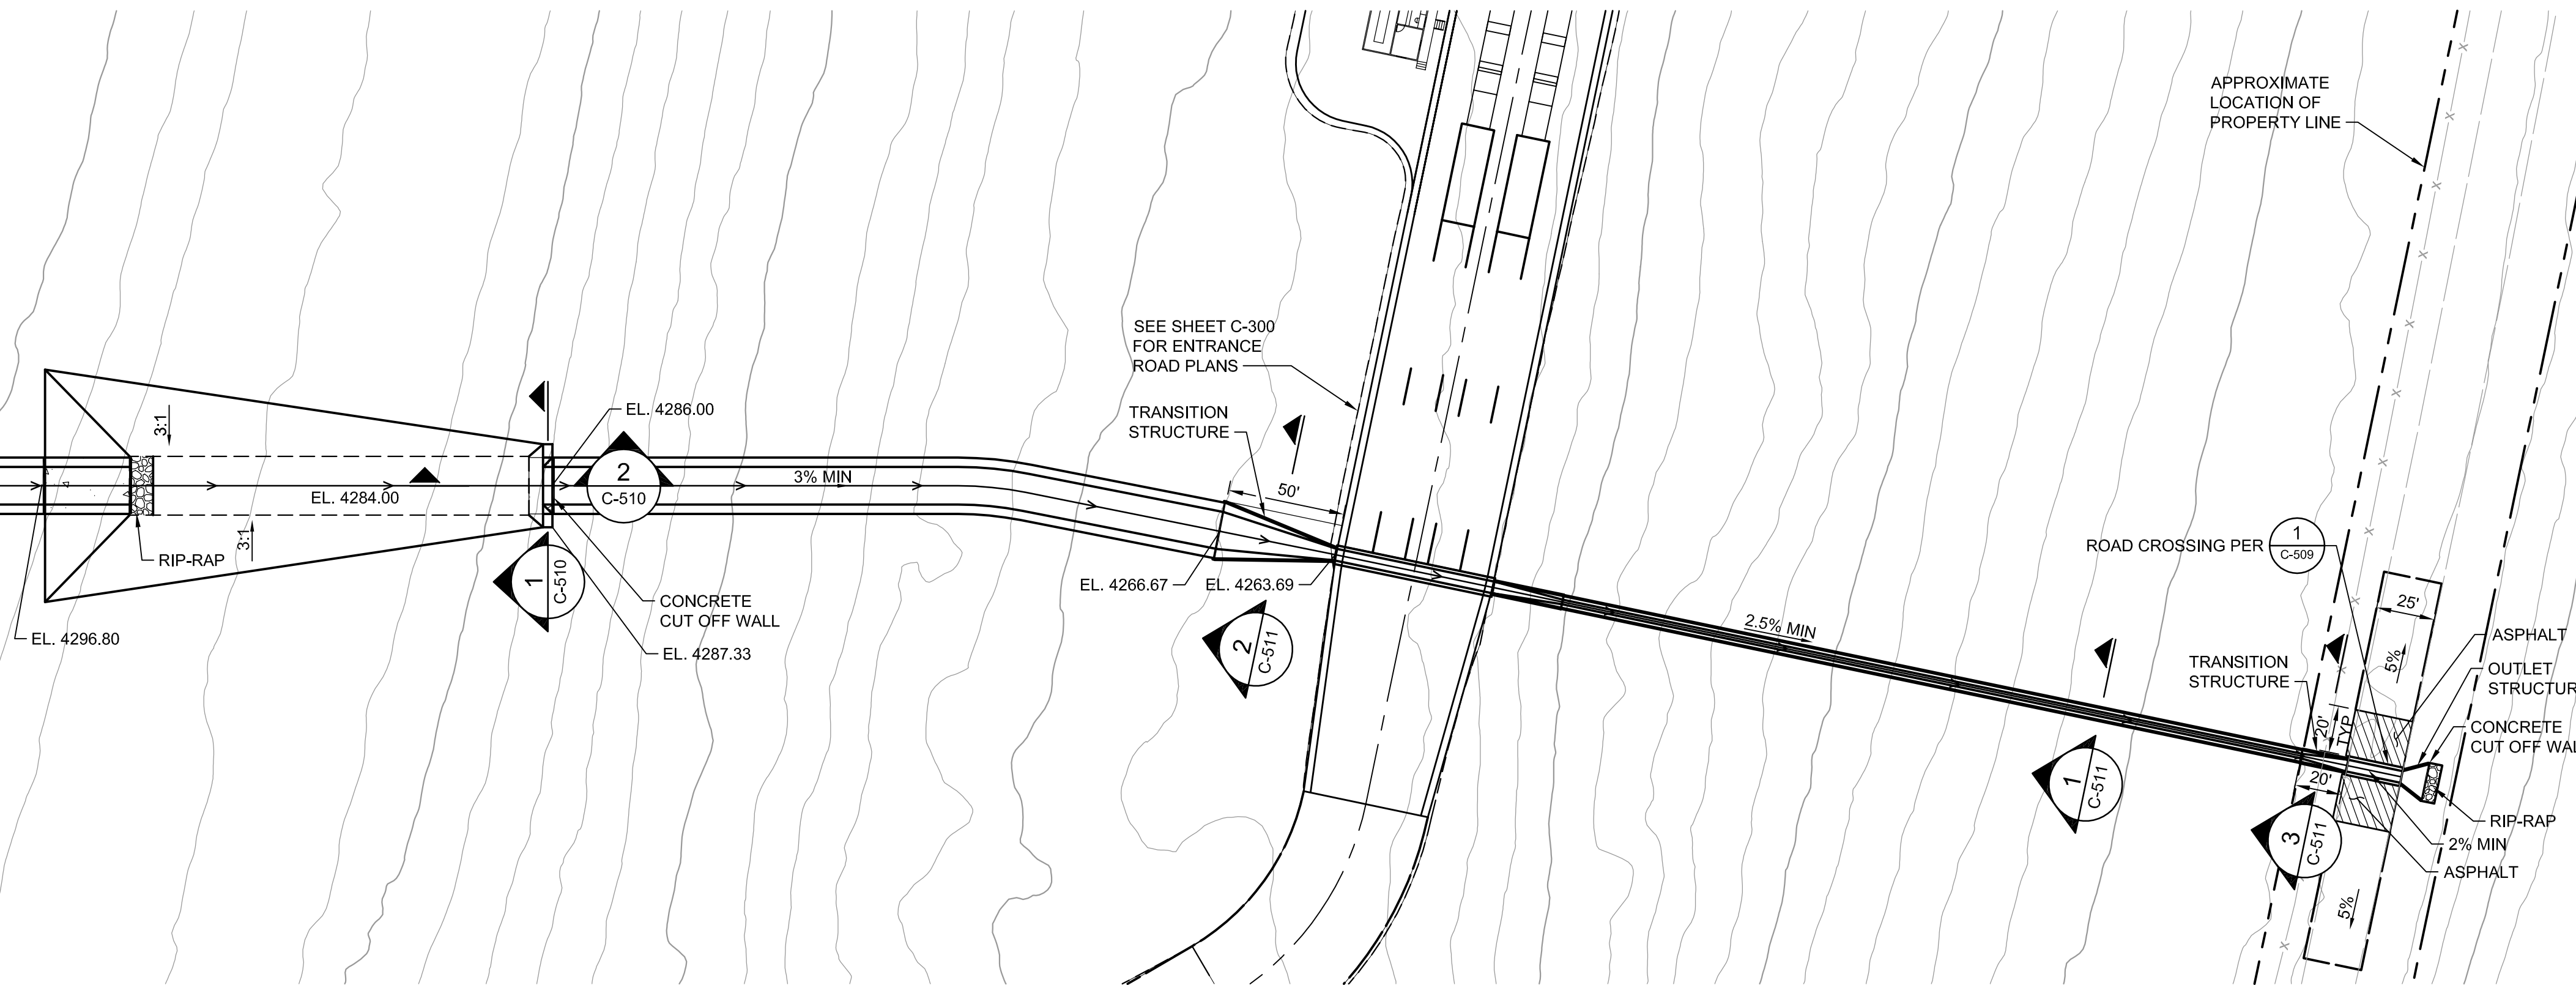 APPROXIMATE
LOCATION OF
PROPERTY LINE
SEE SHEET C-300
FOR ENTRANCE
ROAD PLANS
TRANSITION
STRUCTURE
50'
3:1
EL. 4284.00
3:1
RIP-RAP
EL. 4296.80
EL. 4286.00
2
C-510
3% MIN
1
C-510
CONCRETE
CUT OFF WALL
EL. 4287.33
EL. 4266.67
EL. 4263.69
2
C-511
2.5% MIN
1
C-511
ROAD CROSSING PER
1
C-509
25'
5%
ASPHALT
OUTLET
STRUCTUR
TRANSITION
STRUCTURE
20'
TYP
CONCRETE
CUT OFF WAL
20'
3
C-511
RIP-RAP
2% MIN
ASPHALT
5%